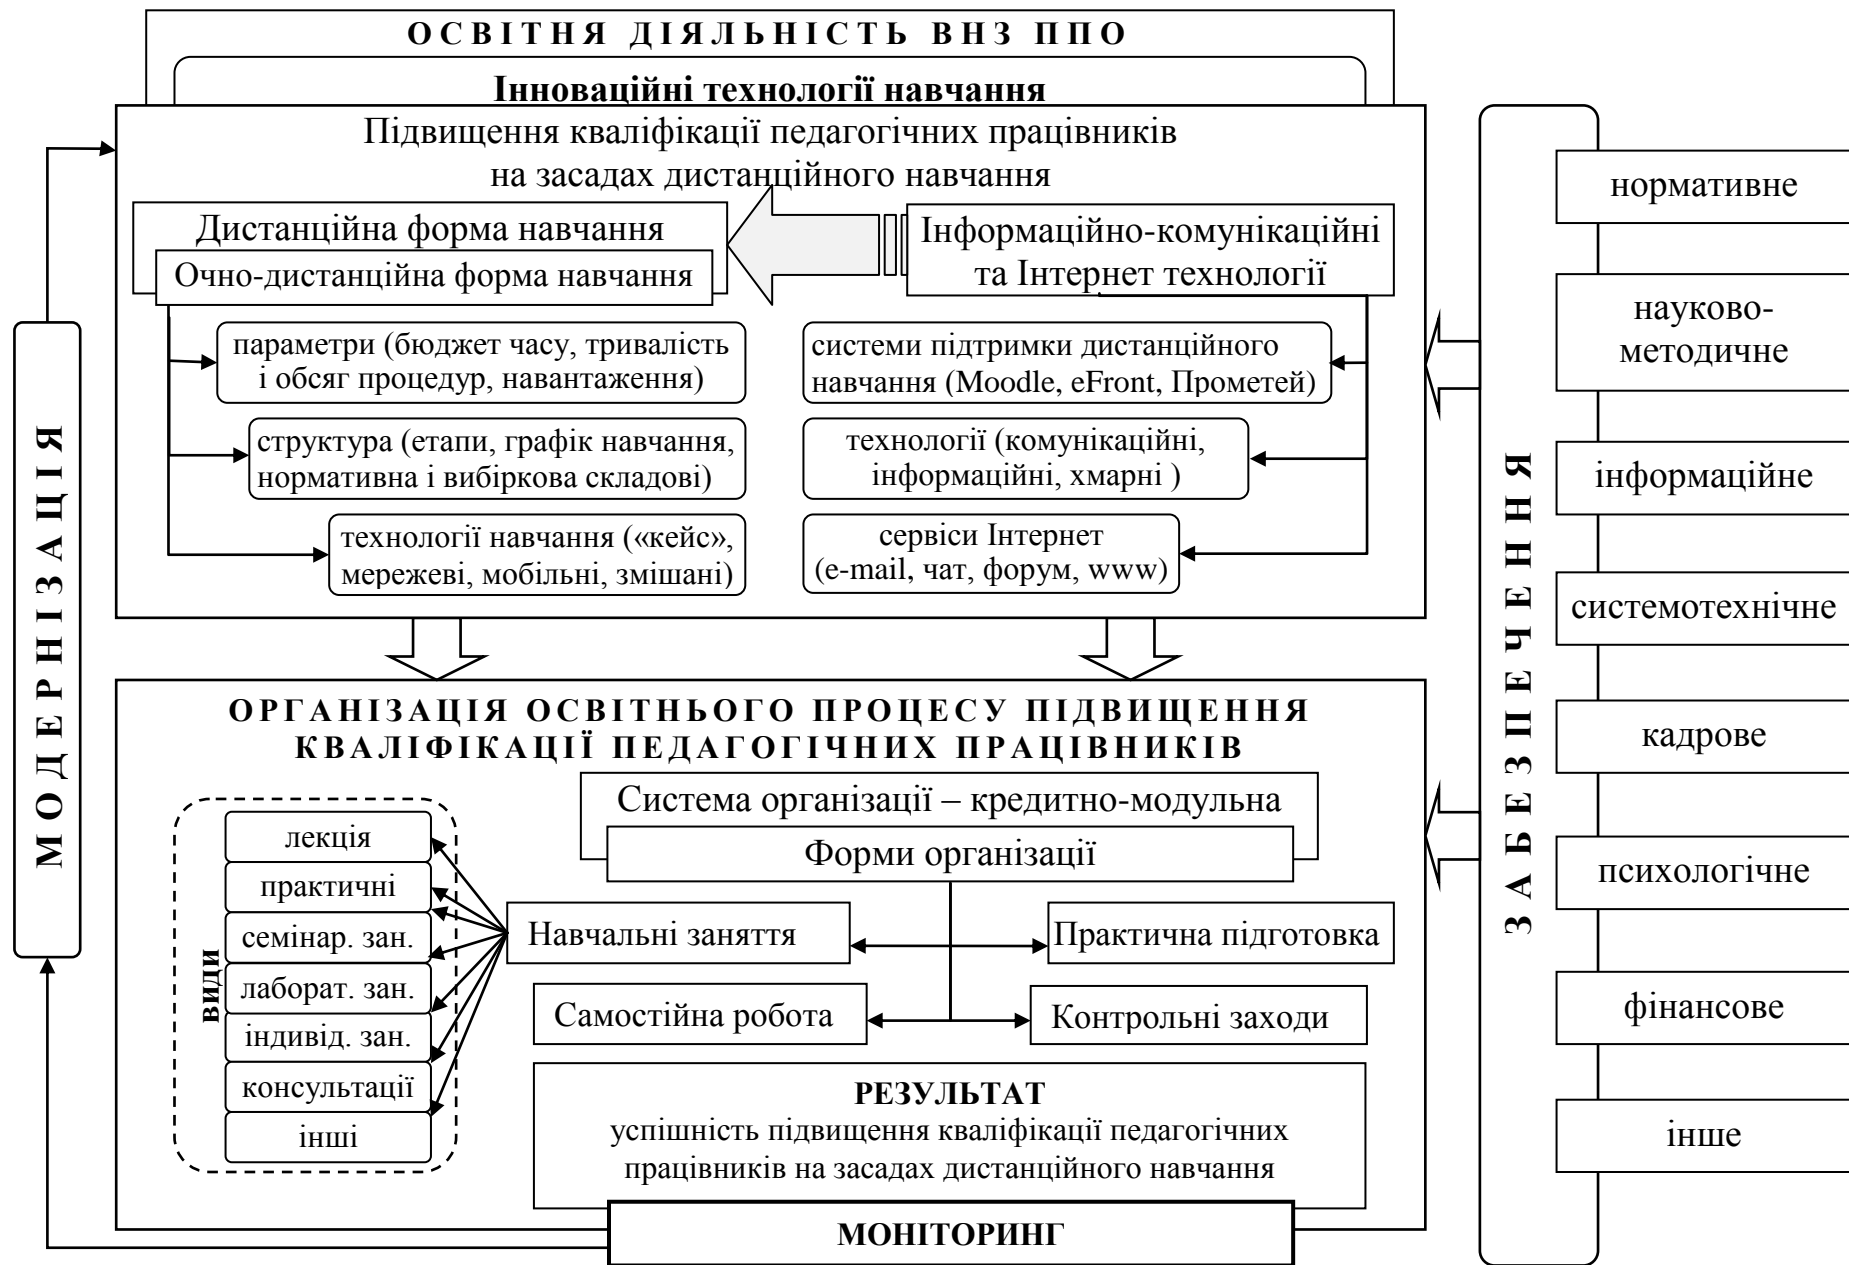 ОСВІТНЯ ДІЯЛЬНІСТЬ ВНЗ ППО
Інноваційні технології навчання
Підвищення кваліфікації педагогічних працівників
на засадах дистанційного навчання
Дистанційна форма навчання
Очно-дистанційна форма навчання
Інформаційно-комунікаційні
та Інтернет технології
параметри (бюджет часу, тривалість
і обсяг процедур, навантаження)
структура (етапи, графік навчання,
нормативна і вибіркова складові)
технології навчання («кейс»,
мережеві, мобільні, змішані)
системи підтримки дистанційного
навчання (Moodle, eFront, Прометей)
технології (комунікаційні,
інформаційні, хмарні )
сервіси Інтернет
(e-mail, чат, форум, www)
МОДЕРНІЗАЦІЯ
ОРГАНІЗАЦІЯ ОСВІТНЬОГО ПРОЦЕСУ ПІДВИЩЕННЯ
КВАЛІФІКАЦІЇ ПЕДАГОГІЧНИХ ПРАЦІВНИКІВ
Система організації – кредитно-модульна
Форми організації
види
лекція
практичні
семінар. зан.
лаборат. зан.
індивід. зан.
консультації
інші
Навчальні заняття
Практична підготовка
Самостійна робота
Контрольні заходи
РЕЗУЛЬТАТ
успішність підвищення кваліфікації педагогічних
працівників на засадах дистанційного навчання
МОНІТОРИНГ
ЗАБЕЗПЕЧЕННЯ
нормативне
науково-
методичне
інформаційне
системотехнічне
кадрове
психологічне
фінансове
інше